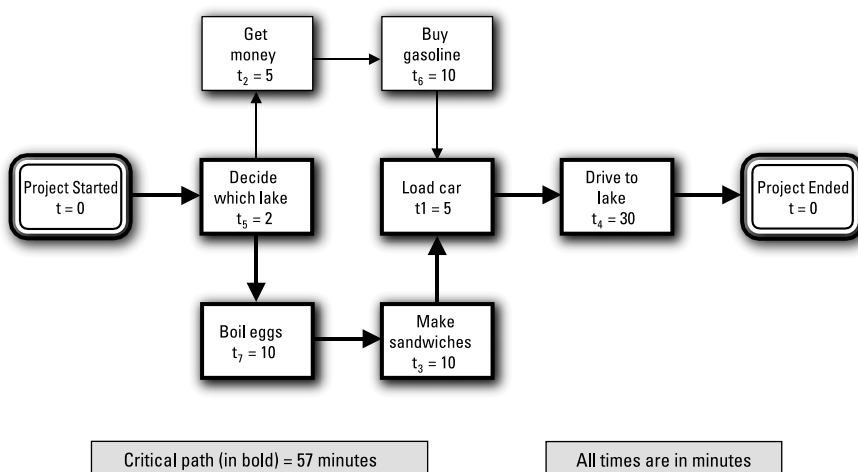 Get
money
t₂ = 5
Buy
gasoline
t₆ = 10
Project Started
t = 0
Decide
which lake
t₅ = 2
Load car
t1 = 5
Drive to
lake
t₄ = 30
Project Ended
t = 0
Boil eggs
t₇ = 10
Make
sandwiches
t₃ = 10
Critical path (in bold) = 57 minutes
All times are in minutes